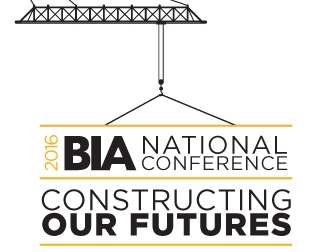 2016 BIA NATIONAL
CONFERENCE
CONSTRUCTING
OUR FUTURES